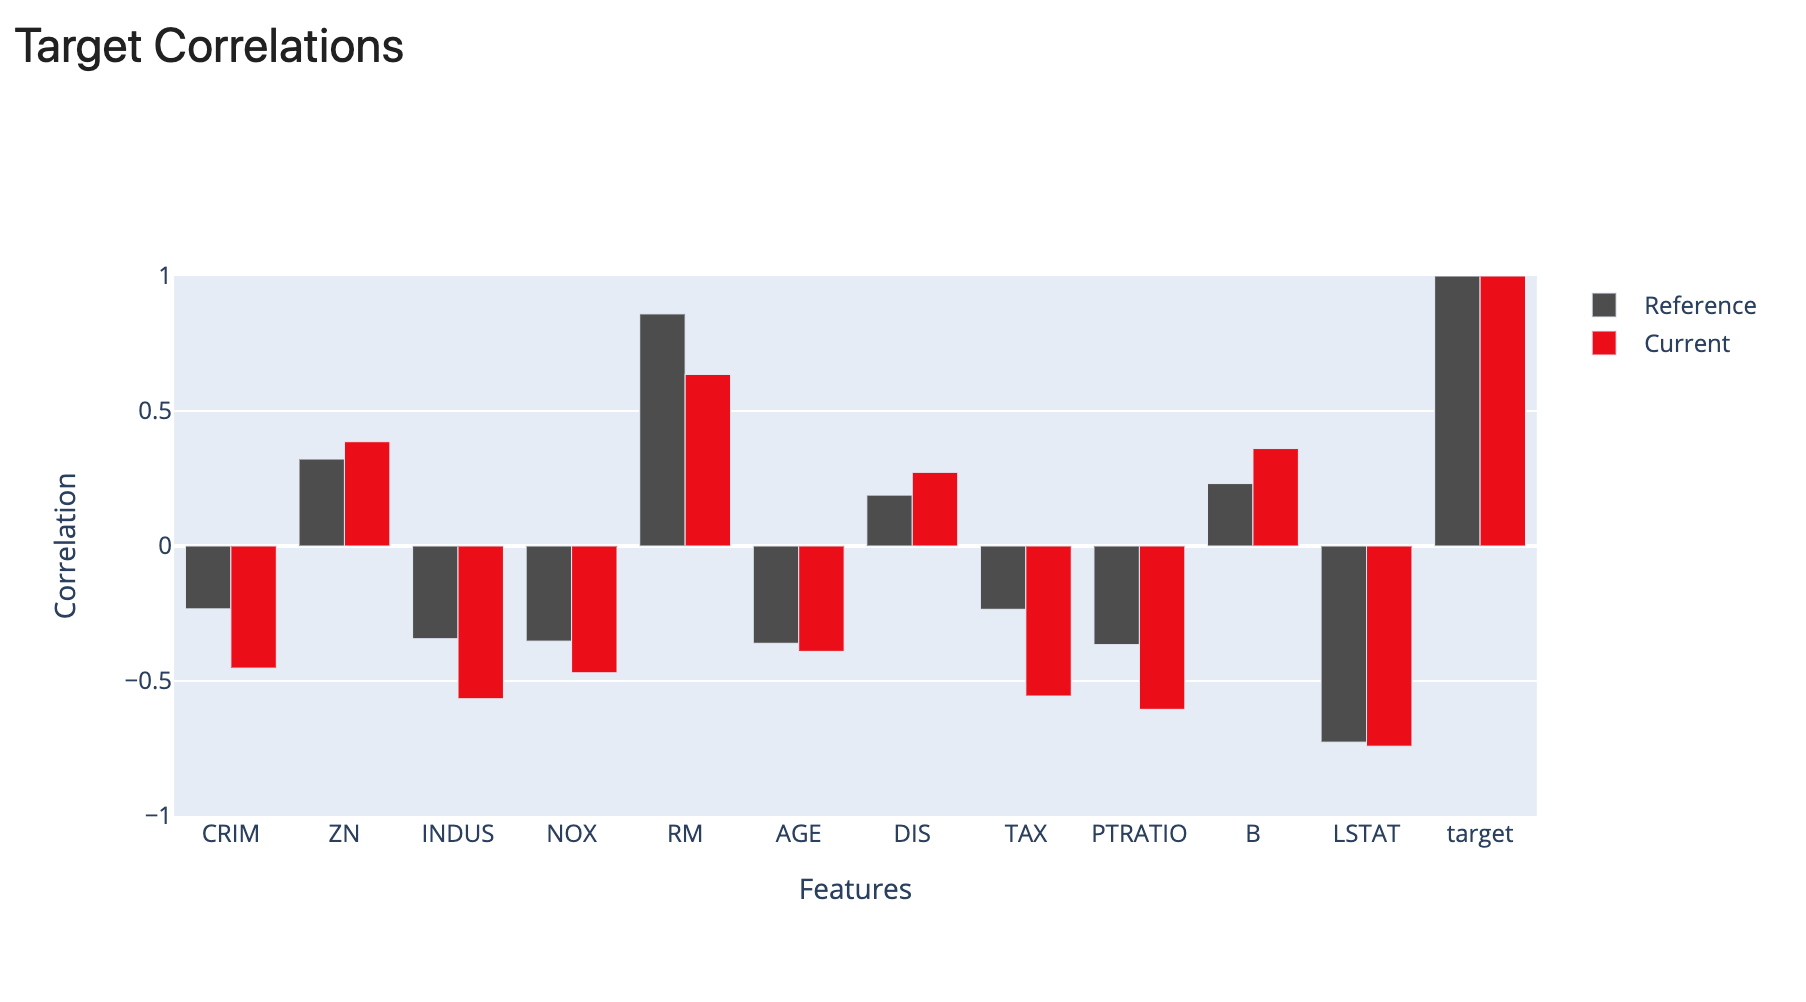 Target Correlations
1
0.5
0
−0.5
−1
Correlation
CRIM ZN INDUS NOX RM AGE DIS TAX PTRATIO B LSTAT target
Features
Reference
Current